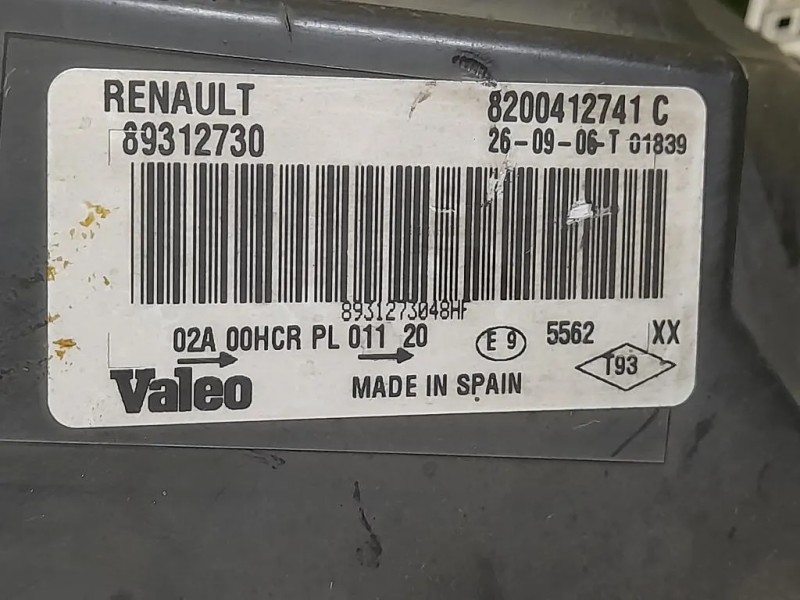 RENAULT 8200412741 C
89312730 26-09-06-T 01839
8931273048HF
02A 00HCR PL 011 20 E 9 5562 XX
Valeo MADE IN SPAIN T93